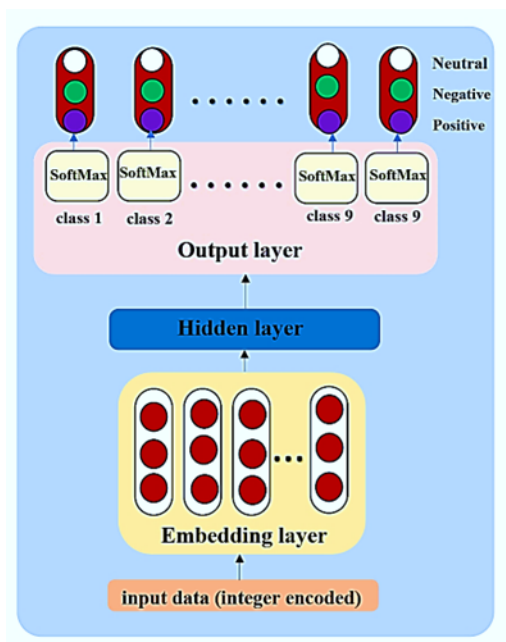 Neutral
Negative
Positive
SoftMax SoftMax SoftMax SoftMax
class 1 class 2 class 9 class 9
Output layer
Hidden layer
Embedding layer
input data (integer encoded)